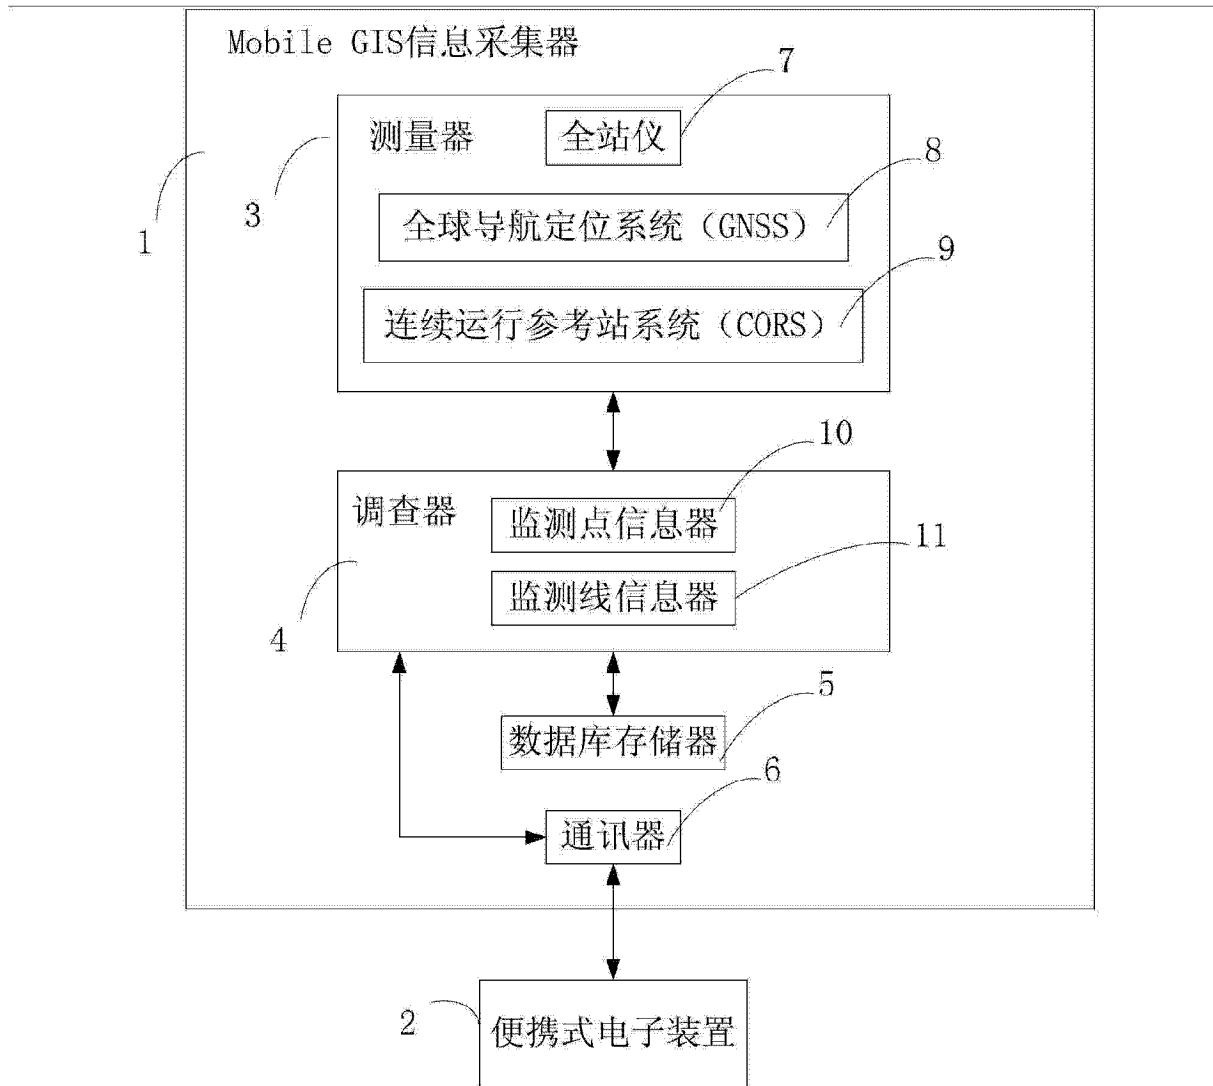 Mobile GIS信息采集器
7
测量器
全站仪
8
3
1
全球导航定位系统（GNSS）
9
连续运行参考站系统（CORS）
10
调查器
监测点信息器
11
监测线信息器
4
5
数据库存储器
6
通讯器
2
便携式电子装置